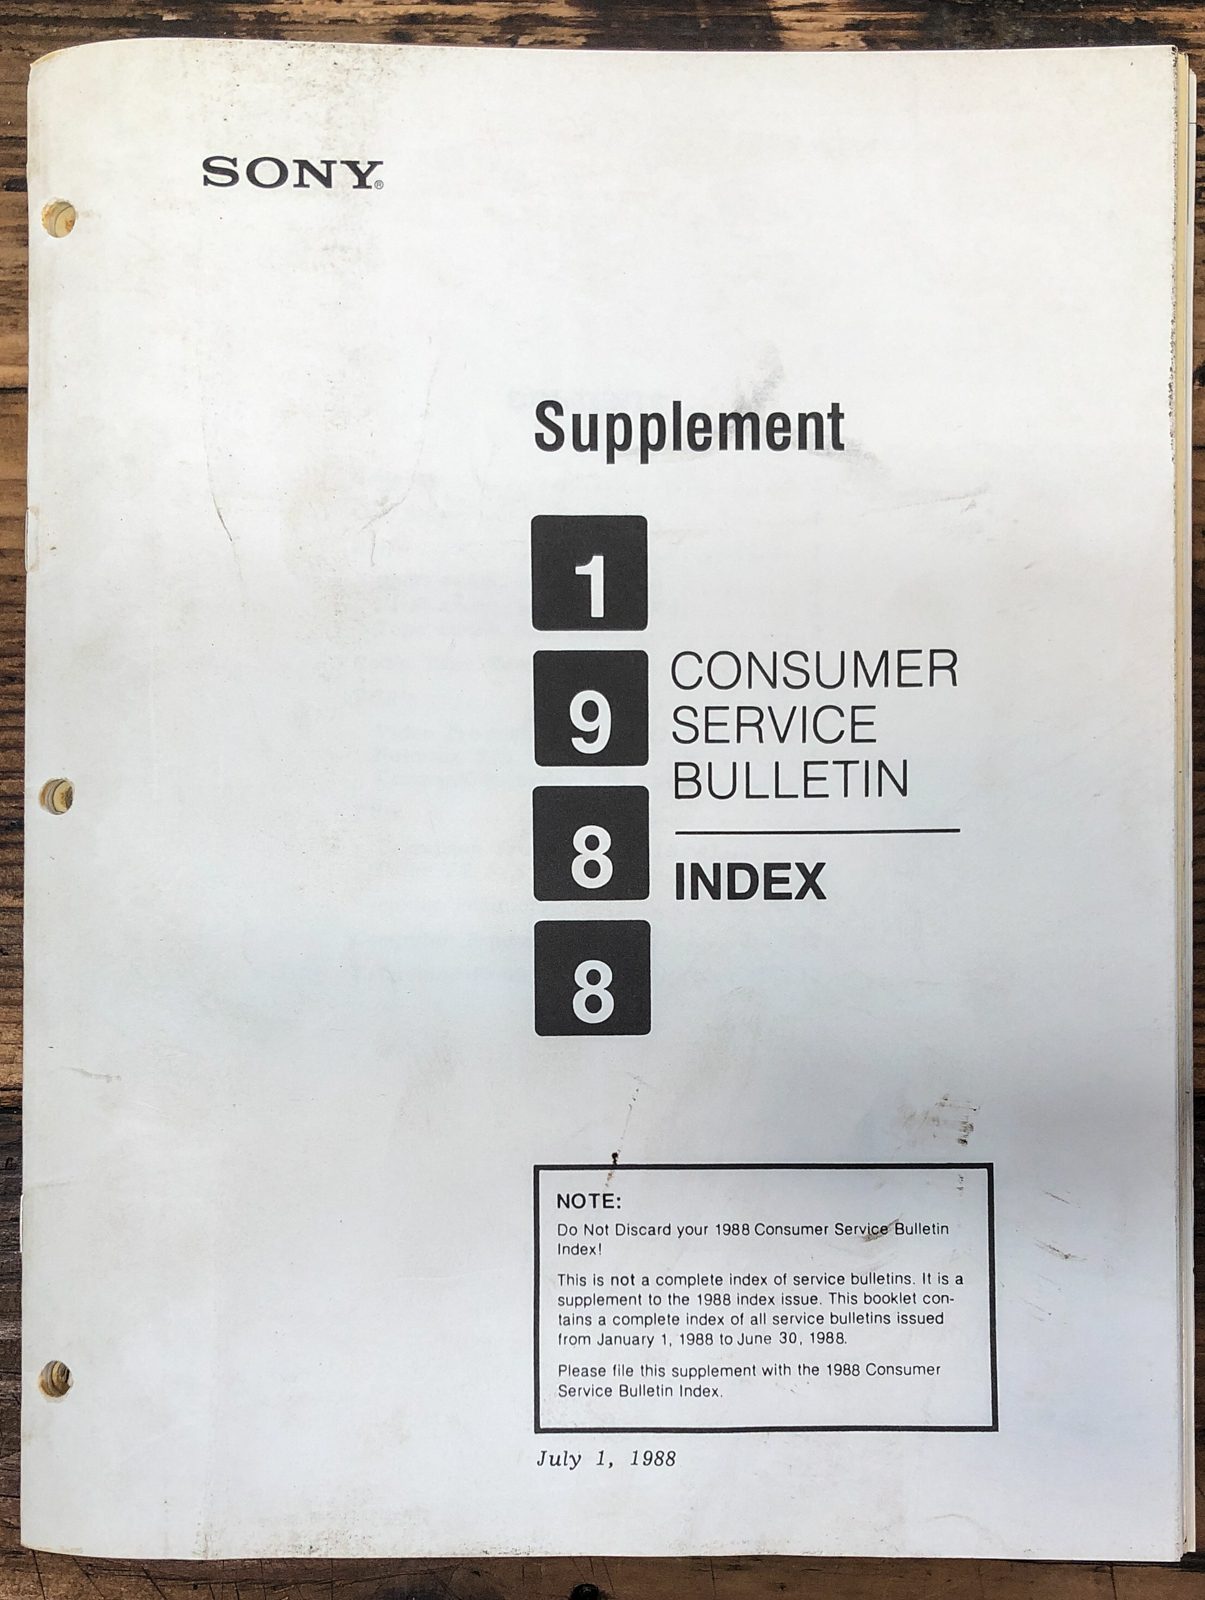 SONY®
Supplement
1
9
8
8
CONSUMER
SERVICE
BULLETIN
INDEX
NOTE:
Do Not Discard your 1988 Consumer Service Bulletin
Index!
This is not a complete index of service bulletins. It is a
supplement to the 1988 index issue. This booklet con-
tains a complete index of all service bulletins issued
from January 1, 1988 to June 30, 1988.
Please file this supplement with the 1988 Consumer
Service Bulletin Index.
July 1, 1988